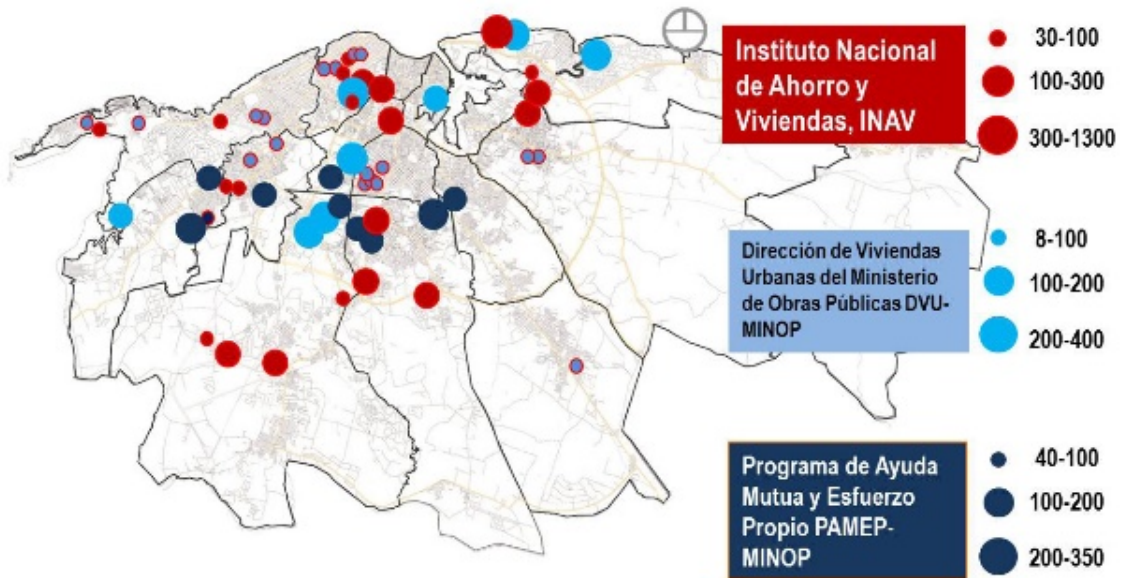 Instituto Nacional
de Ahorro y
Viviendas, INAV
30-100
100-300
300-1300
Dirección de Viviendas
Urbanas del Ministerio
de Obras Públicas DVU-
MINOP
8-100
100-200
200-400
Programa de Ayuda
Mutua y Esfuerzo
Propio PAMEP-
MINOP
40-100
100-200
200-350